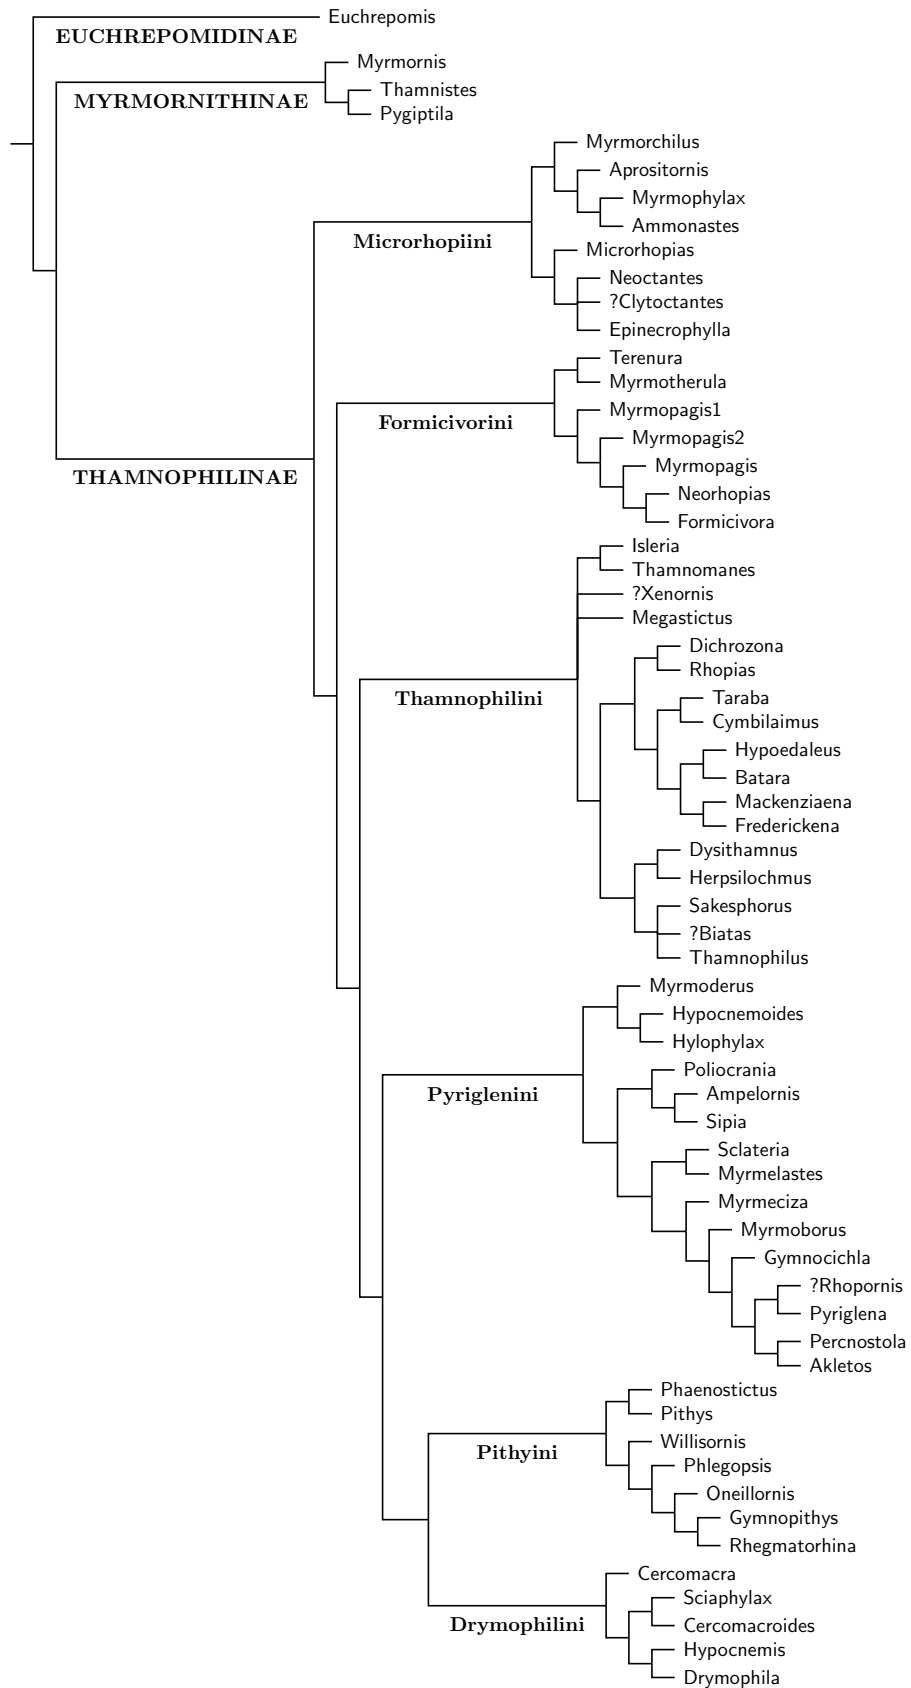 Euchrepomis
EUCHREPOMIDINAE
Myrmornis
Thamnistes
MYRMORNITHINAE
Pygiptila
Myrmorchilus
Aprositornis
Myrmophylax
Ammonastes
Microrhopiini
Microrhopias
Neoctantes
?Clytoctantes
Epinecrophylla
Terenura
Myrmotherula
Myrmopagis1
Formicivorini
Myrmopagis2
Myrmopagis
THAMNOPHILINAE
Neorhopias
Formicivora
Isleria
Thamnomanes
?Xenornis
Megastictus
Dichrozona
Rhopias
Thamnophilini
Taraba
Cymbilaimus
Hypoedaleus
Batara
Mackenziaena
Frederickena
Dysithamnus
Herpsilochmus
Sakesphorus
?Biatas
Thamnophilus
Myrmoderus
Hypocnemoides
Hylophylax
Poliocrania
Pyriglenini
Ampelornis
Sipia
Sclateria
Myrmelastes
Myrmeciza
Myrmoborus
Gymnocichla
?Rhopornis
Pyriglena
Percnostola
Akletos
Phaenostictus
Pithys
Willisornis
Pithyini
Phlegopsis
Oneillornis
Gymnopithys
Rhegmatorhina
Cercomacra
Sciaphylax
Drymophilini
Cercomacroides
Hypocnemis
Drymophila